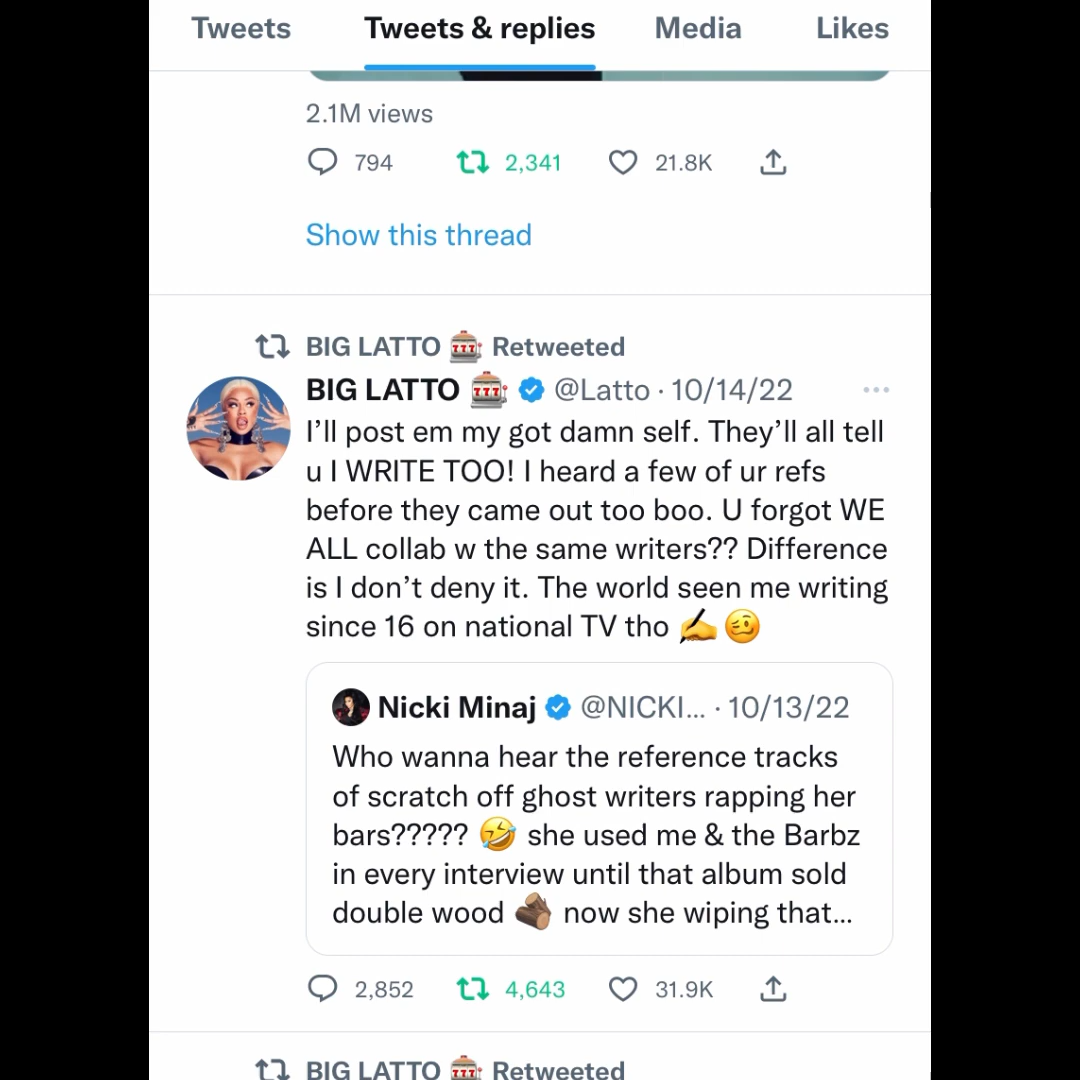 Tweets Tweets & replies Media Likes
2.1M views
794 2,341 21.8K
Show this thread
BIG LATTO 🎰 Retweeted
BIG LATTO 🎰 @Latto · 10/14/22 ...
I’ll post em my got damn self. They’ll all tell
u I WRITE TOO! I heard a few of ur refs
before they came out too boo. U forgot WE
ALL collab w the same writers?? Difference
is I don’t deny it. The world seen me writing
since 16 on national TV tho ✍️🥴
Nicki Minaj @NICKI... · 10/13/22
Who wanna hear the reference tracks
of scratch off ghost writers rapping her
bars????? 🤣 she used me & the Barbz
in every interview until that album sold
double wood 🪵 now she wiping that...
2,852 4,643 31.9K
BIG LATTO 🎰 Retweeted